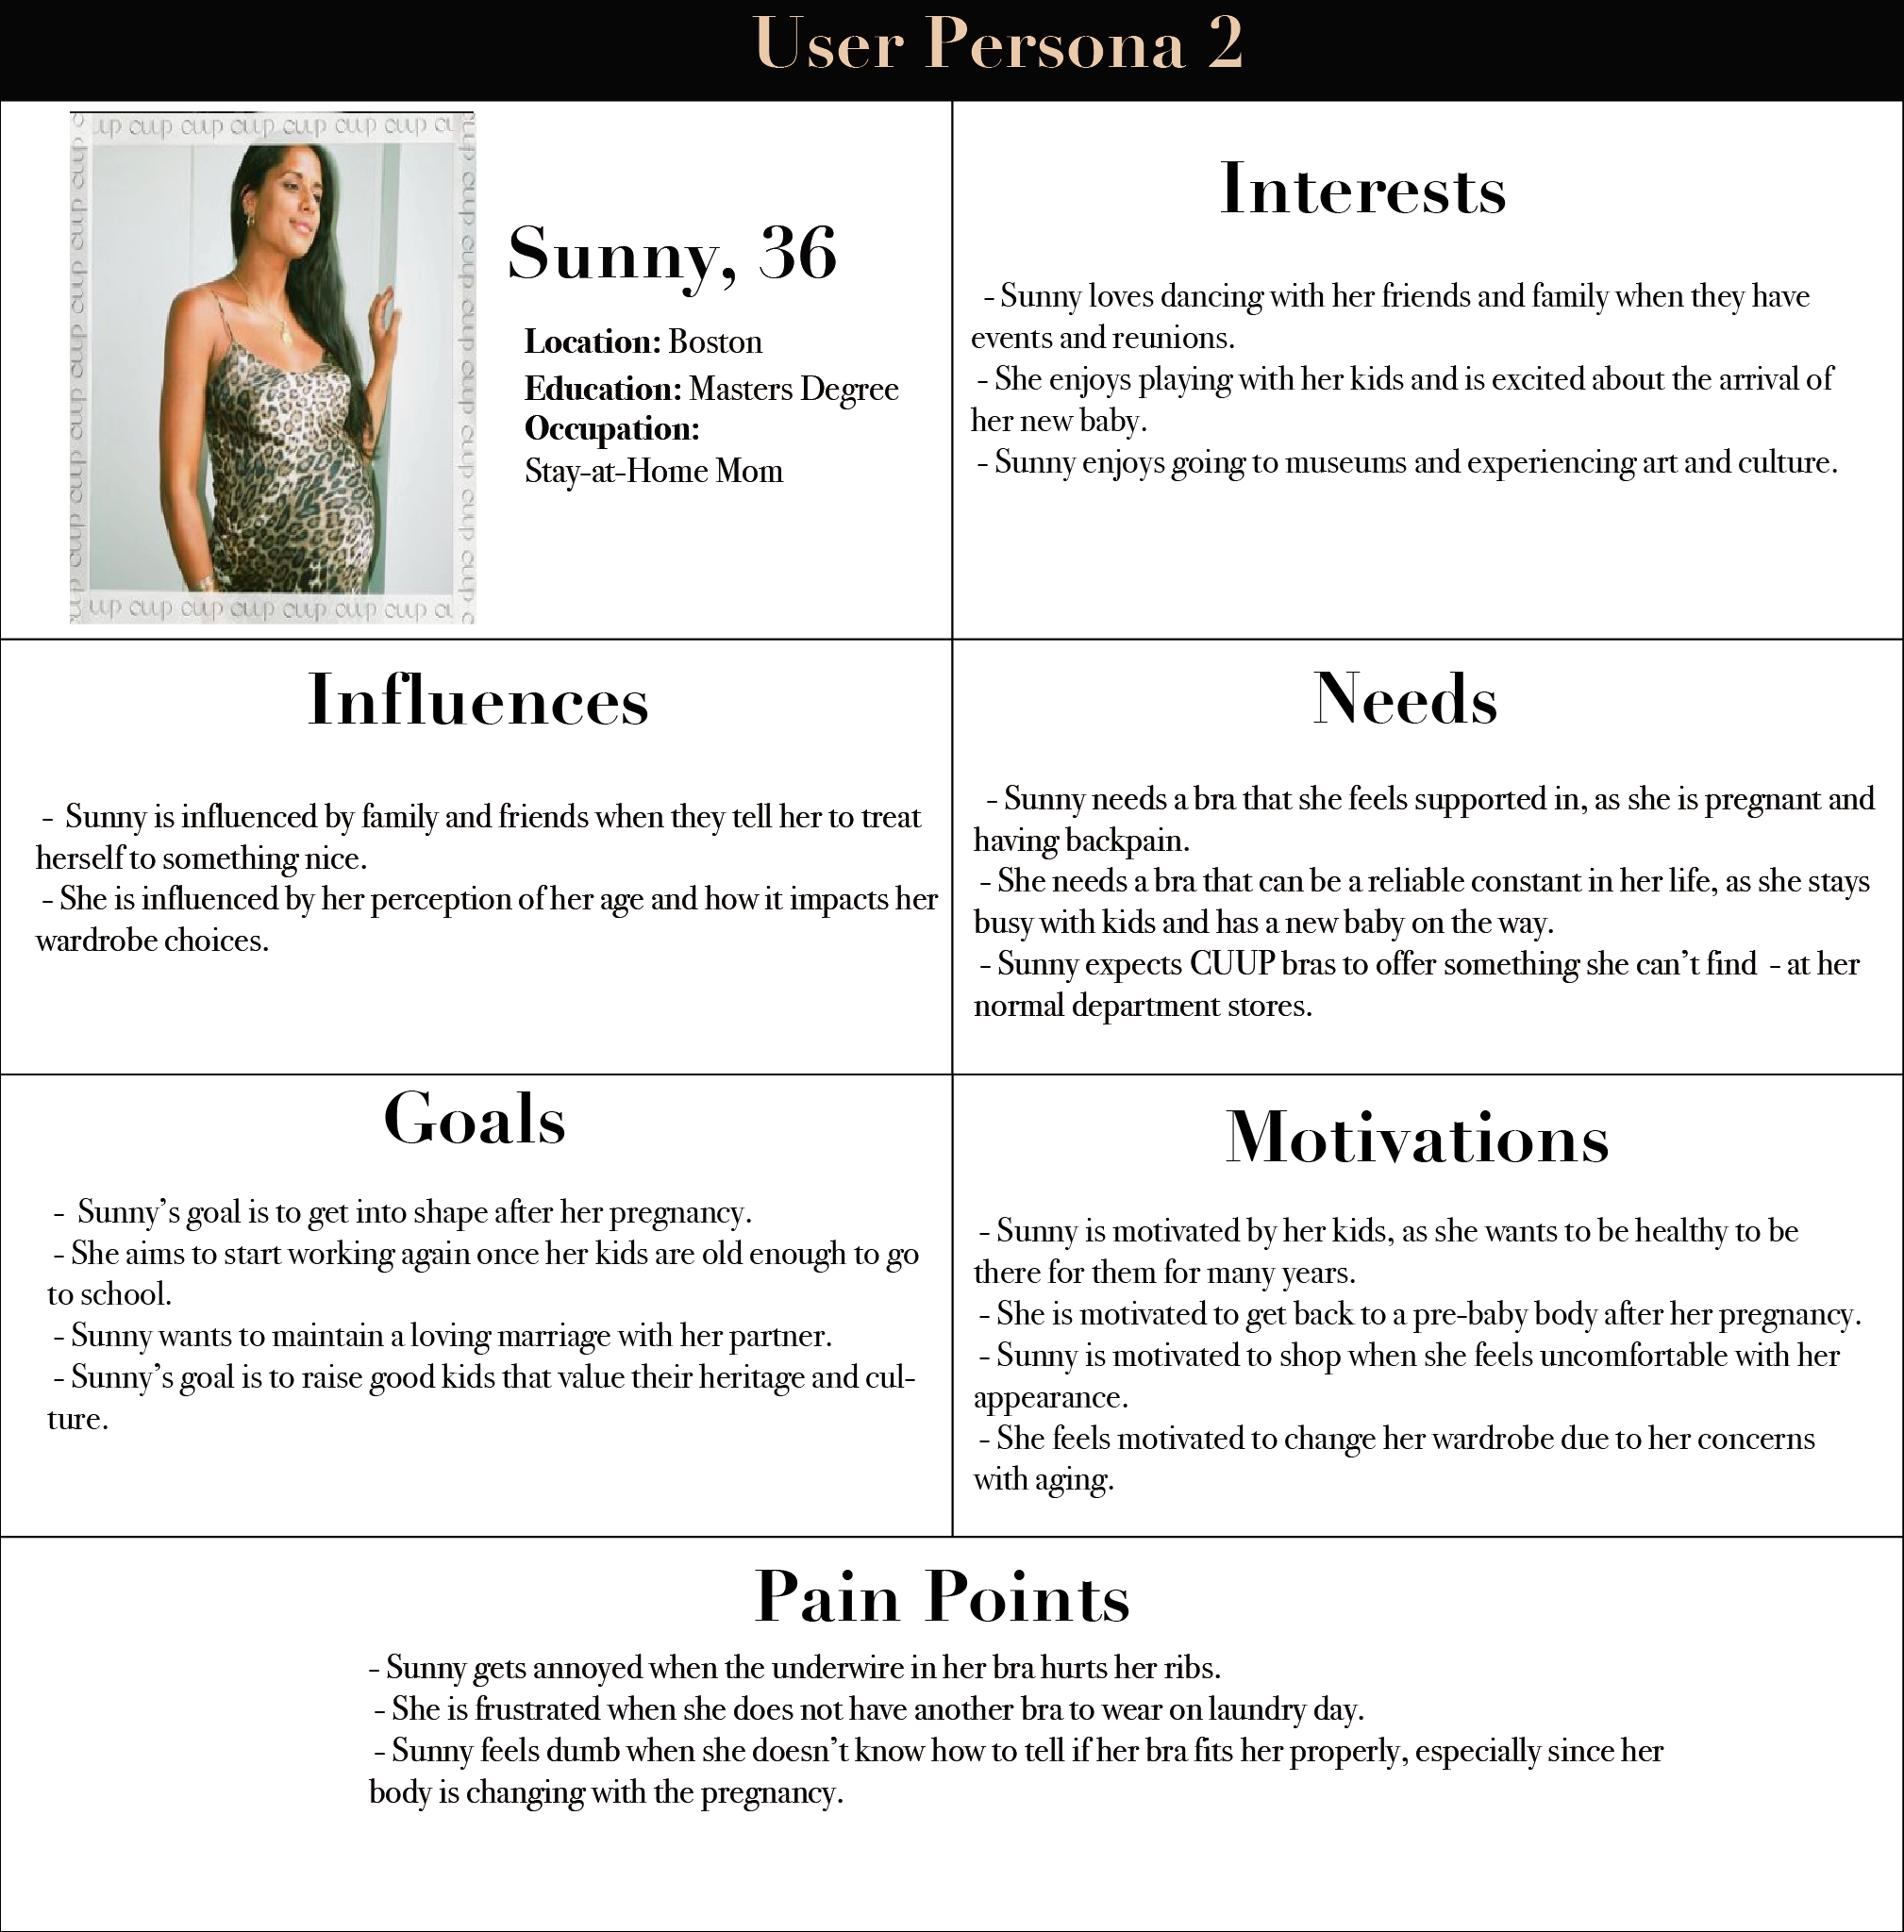 User Persona 2
cuup cuup cuup cuup cuup cuup
Sunny, 36
Location: Boston
Education: Masters Degree
Occupation:
Stay-at-Home Mom
cuup cuup cuup cuup cuup cuup
Interests
- Sunny loves dancing with her friends and family when they have
events and reunions.
- She enjoys playing with her kids and is excited about the arrival of
her new baby.
- Sunny enjoys going to museums and experiencing art and culture.
Influences
- Sunny is influenced by family and friends when they tell her to treat
herself to something nice.
- She is influenced by her perception of her age and how it impacts her
wardrobe choices.
Needs
- Sunny needs a bra that she feels supported in, as she is pregnant and
having backpain.
- She needs a bra that can be a reliable constant in her life, as she stays
busy with kids and has a new baby on the way.
- Sunny expects CUUP bras to offer something she can't find - at her
normal department stores.
Goals
- Sunny's goal is to get into shape after her pregnancy.
- She aims to start working again once her kids are old enough to go
to school.
- Sunny wants to maintain a loving marriage with her partner.
- Sunny's goal is to raise good kids that value their heritage and cul-
ture.
Motivations
- Sunny is motivated by her kids, as she wants to be healthy to be
there for them for many years.
- She is motivated to get back to a pre-baby body after her pregnancy.
- Sunny is motivated to shop when she feels uncomfortable with her
appearance.
- She feels motivated to change her wardrobe due to her concerns
with aging.
Pain Points
- Sunny gets annoyed when the underwire in her bra hurts her ribs.
- She is frustrated when she does not have another bra to wear on laundry day.
- Sunny feels dumb when she doesn't know how to tell if her bra fits her properly, especially since her
body is changing with the pregnancy.